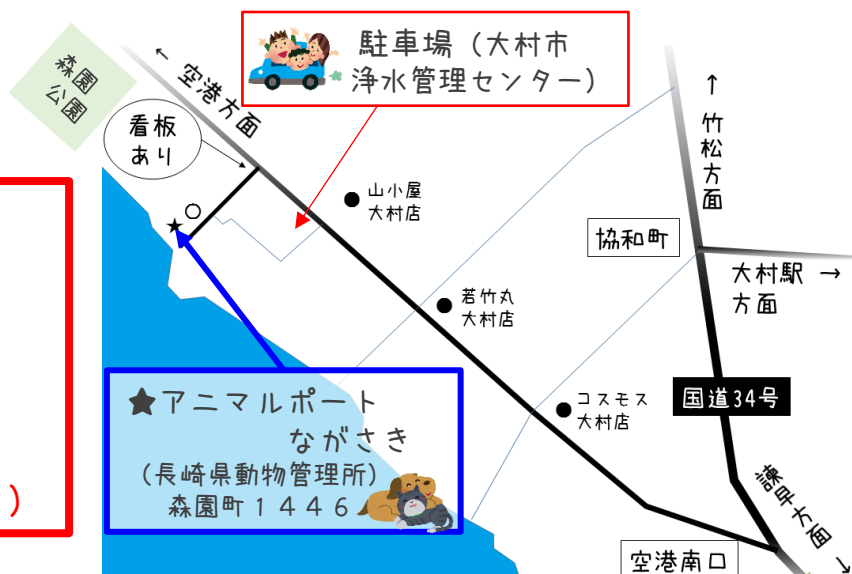 森園
公園
← 空港方面
看板
あり
駐車場（大村市
浄水管理センター）
山小屋
大村店
若竹丸
大村店
コスモス
大村店
↑ 竹松方面
協和町
大村駅 →
方面
国道34号
諫早方面 →
空港南口
★アニマルポート
ながさき
（長崎県動物管理所）
森園町１４４６
）